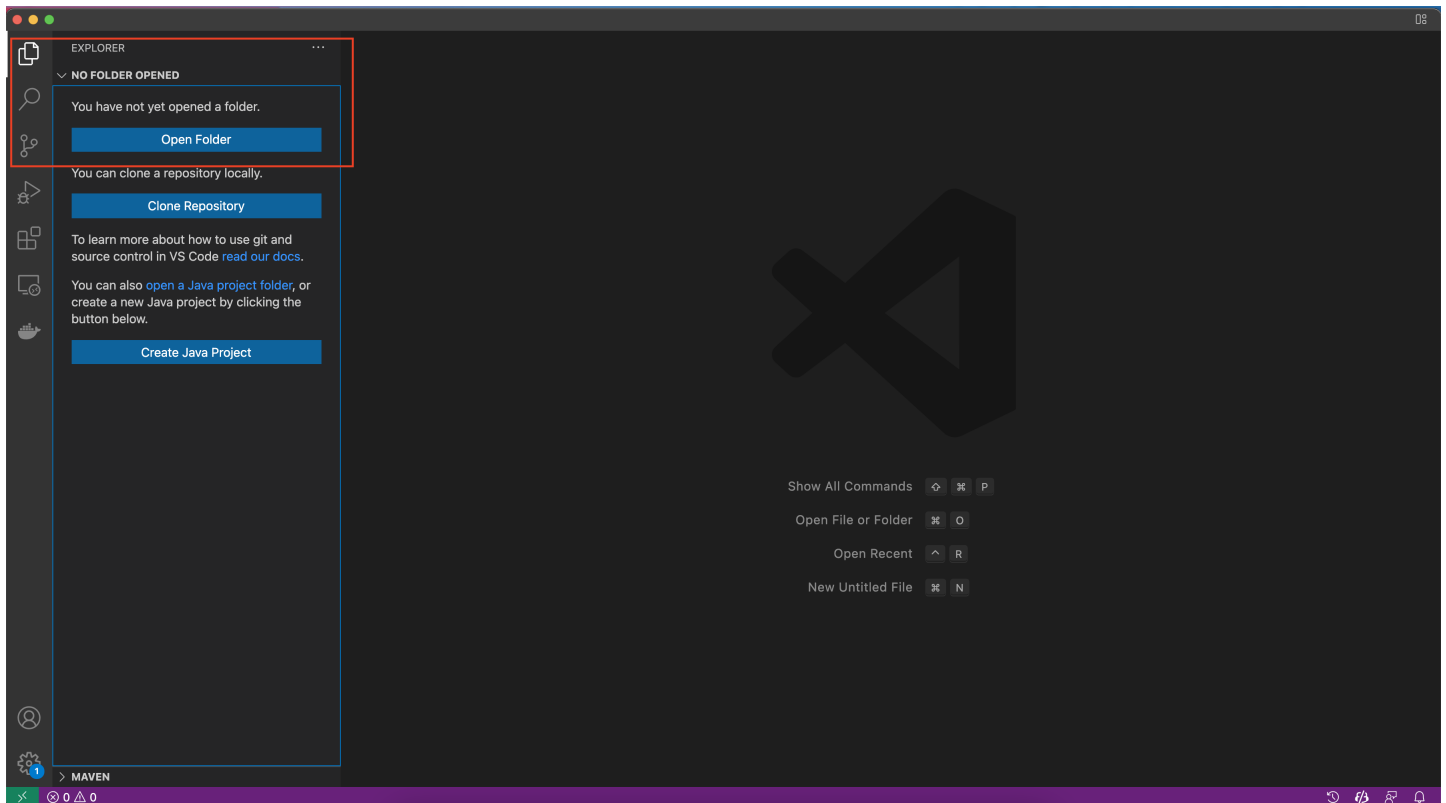 EXPLORER
NO FOLDER OPENED
You have not yet opened a folder.
Open Folder
You can clone a repository locally.
Clone Repository
To learn more about how to use git and
source control in VS Code read our docs.
You can also open a Java project folder, or
create a new Java project by clicking the
button below.
Create Java Project
Show All Commands ⇧ ⌘ P
Open File or Folder ⌘ O
Open Recent ^ R
New Untitled File ⌘ N
1
MAVEN
0 0